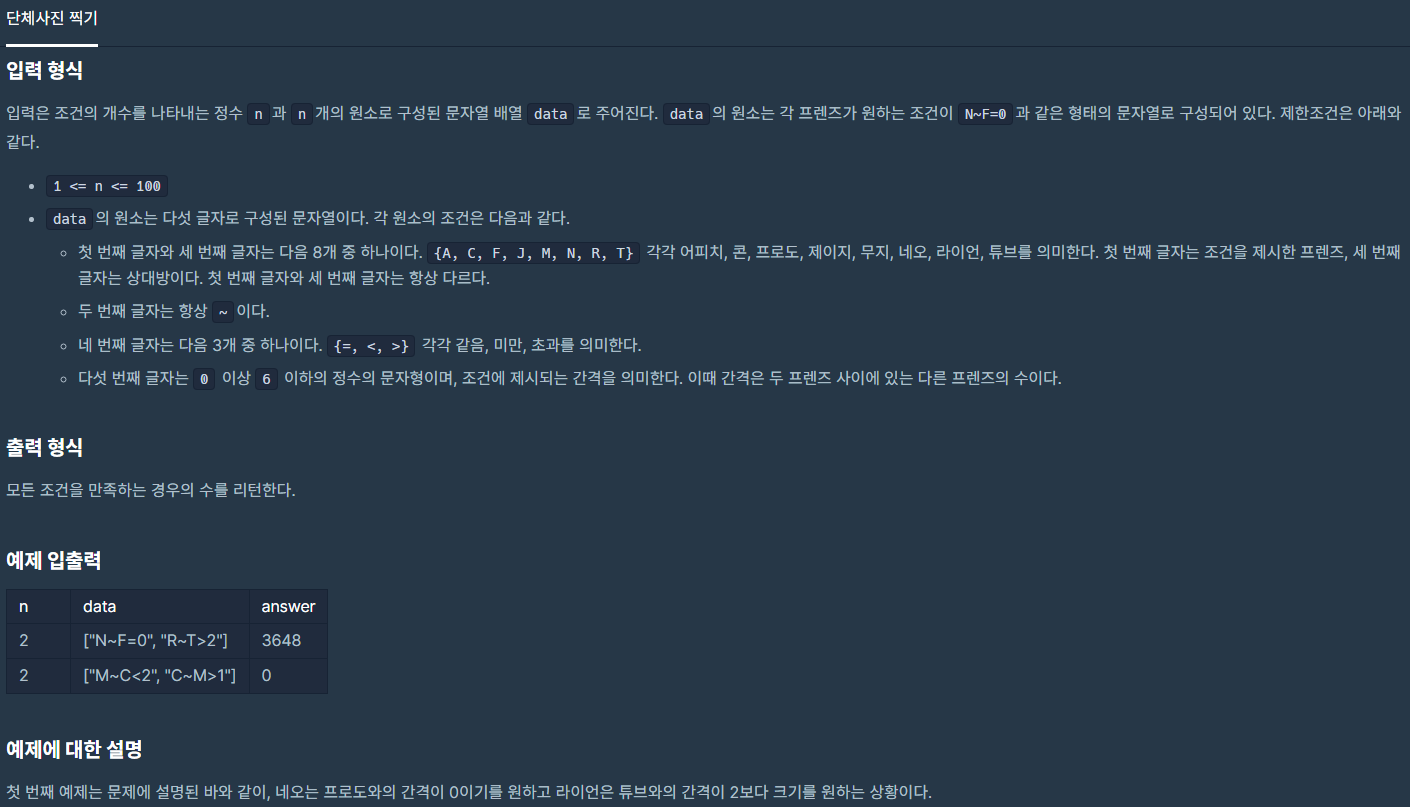 단체사진 찍기
입력 형식
입력은 조건의 개수를 나타내는 정수 n 과 n 개의 원소로 구성된 문자열 배열 data 로 주어진다. data 의 원소는 각 프렌즈가 원하는 조건이 N~F=0 과 같은 형태의 문자열로 구성되어 있다. 제한조건은 아래와
같다.
• 1 <= n <= 100
• data 의 원소는 다섯 글자로 구성된 문자열이다. 각 원소의 조건은 다음과 같다.
◦ 첫 번째 글자와 세 번째 글자는 다음 8개 중 하나이다. {A, C, F, J, M, N, R, T} 각각 어피치, 콘, 프로도, 제이지, 무지, 네오, 라이언, 튜브를 의미한다. 첫 번째 글자는 조건을 제시한 프렌즈, 세 번째
글자는 상대방이다. 첫 번째 글자와 세 번째 글자는 항상 다르다.
◦ 두 번째 글자는 항상 ~ 이다.
◦ 네 번째 글자는 다음 3개 중 하나이다. {=, <, >} 각각 같음, 미만, 초과를 의미한다.
◦ 다섯 번째 글자는 0 이상 6 이하의 정수의 문자형이며, 조건에 제시되는 간격을 의미한다. 이때 간격은 두 프렌즈 사이에 있는 다른 프렌즈의 수이다.
출력 형식
모든 조건을 만족하는 경우의 수를 리턴한다.
예제 입출력
n data answer
2 ["N~F=0", "R~T>2"] 3648
2 ["M~C<2", "C~M>1"] 0
예제에 대한 설명
첫 번째 예제는 문제에 설명된 바와 같이, 네오는 프로도와의 간격이 0이기를 원하고 라이언은 튜브와의 간격이 2보다 크기를 원하는 상황이다.